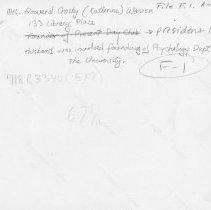 Mrs. Howard Crosby (Katherine) Warren File F.1. A-
133 Library Place
Founder of Present Day Club → president
Husband was involved founding of Psychology Dept
The University.
F-1